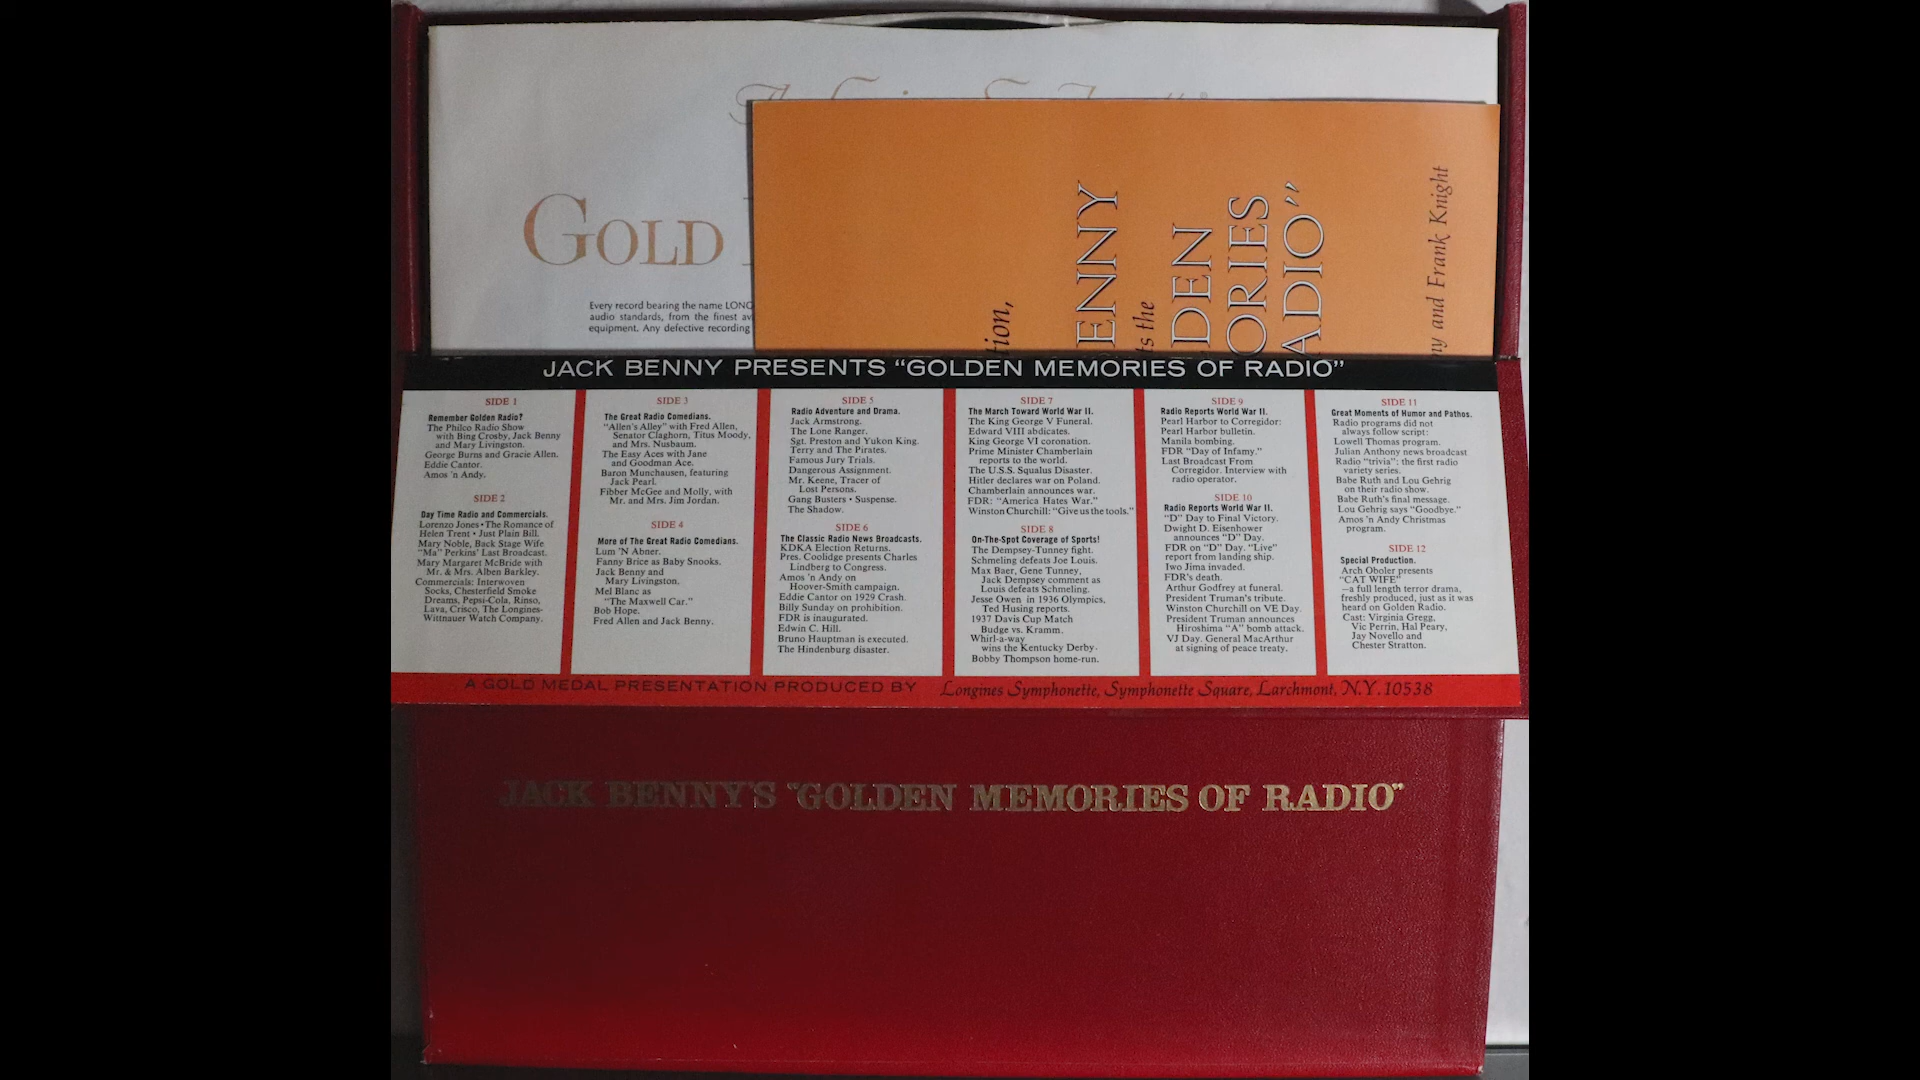 GOLD
Every record bearing the name LONG
audio standards, from the finest av
equipment. Any defective recording
tion,
ENNY
ts the
DEN
ORIES
ADIO”
ny and Frank Knight
JACK BENNY PRESENTS “GOLDEN MEMORIES OF RADIO”
SIDE 1
Remember Golden Radio?
The Philco Radio Show
with Bing Crosby, Jack Benny
and Mary Livingston.
George Burns and Gracie Allen.
Eddie Cantor.
Amos 'n Andy.
SIDE 2
Day Time Radio and Commercials.
Lorenzo Jones • The Romance of
Helen Trent • Just Plain Bill.
Mary Noble, Back Stage Wife.
“Ma” Perkins' Last Broadcast.
Mary Margaret McBride with
Mr. & Mrs. Alben Barkley.
Commercials: Interwoven
Socks, Chesterfield Smoke
Dreams, Pepsi-Cola, Rinso,
Lava, Crisco, The Longines-
Wittnauer Watch Company.
SIDE 3
The Great Radio Comedians.
“Allen's Alley” with Fred Allen,
Senator Claghorn, Titus Moody,
and Mrs. Nusbaum.
The Easy Aces with Jane
and Goodman Ace.
Baron Munchausen, featuring
Jack Pearl.
Fibber McGee and Molly, with
Mr. and Mrs. Jim Jordan.
SIDE 4
More of The Great Radio Comedians.
Lum 'N Abner.
Fanny Brice as Baby Snooks.
Jack Benny and
Mary Livingston.
Mel Blanc as
“The Maxwell Car.”
Bob Hope.
Fred Allen and Jack Benny.
SIDE 5
Radio Adventure and Drama.
Jack Armstrong.
The Lone Ranger.
Sgt. Preston and Yukon King.
Terry and The Pirates.
Famous Jury Trials.
Dangerous Assignment.
Mr. Keene, Tracer of
Lost Persons.
Gang Busters • Suspense.
The Shadow.
SIDE 6
The Classic Radio News Broadcasts.
KDKA Election Returns.
Pres. Coolidge presents Charles
Lindberg to Congress.
Amos 'n Andy on
Hoover-Smith campaign.
Eddie Cantor on 1929 Crash.
Billy Sunday on prohibition.
FDR is inaugurated.
Edwin C. Hill.
Bruno Hauptman is executed.
The Hindenburg disaster.
SIDE 7
The March Toward World War II.
The King George V Funeral.
Edward VIII abdicates.
King George VI coronation.
Prime Minister Chamberlain
reports to the world.
The U.S.S. Squalus Disaster.
Hitler declares war on Poland.
Chamberlain announces war.
FDR: “America Hates War.”
Winston Churchill: “Give us the tools.”
SIDE 8
On-The-Spot Coverage of Sports!
The Dempsey-Tunney fight.
Schmeling defeats Joe Louis.
Max Baer, Gene Tunney,
Jack Dempsey comment as
Louis defeats Schmeling.
Jesse Owen in 1936 Olympics,
Ted Husing reports.
1937 Davis Cup Match
Budge vs. Kramm.
Whirl-a-way
wins the Kentucky Derby.
Bobby Thompson home-run.
SIDE 9
Radio Reports World War II.
Pearl Harbor to Corregidor:
Pearl Harbor bulletin.
Manila bombing.
FDR “Day of Infamy.”
Last Broadcast From
Corregidor. Interview with
radio operator.
SIDE 10
Radio Reports World War II.
“D” Day to Final Victory.
Dwight D. Eisenhower
announces “D” Day.
FDR on “D” Day. “Live”
report from landing ship.
Iwo Jima invaded.
FDR's death.
Arthur Godfrey at funeral.
President Truman's tribute.
Winston Churchill on VE Day.
President Truman announces
Hiroshima “A” bomb attack.
VJ Day. General MacArthur
at signing of peace treaty.
SIDE 11
Great Moments of Humor and Pathos.
Radio programs did not
always follow script:
Lowell Thomas program.
Julian Anthony news broadcast
Radio “trivia”: the first radio
variety series.
Babe Ruth and Lou Gehrig
on their radio show.
Babe Ruth's final message.
Lou Gehrig says “Goodbye.”
Amos 'n Andy Christmas
program.
SIDE 12
Special Production.
Arch Oboler presents
“CAT WIFE”
—a full length terror drama,
freshly produced, just as it was
heard on Golden Radio.
Cast: Virginia Gregg,
Vic Perrin, Hal Peary,
Jay Novello and
Chester Stratton.
A GOLD MEDAL PRESENTATION PRODUCED BY Longines Symphonette, Symphonette Square, Larchmont, N.Y. 10538
JACK BENNY'S "GOLDEN MEMORIES OF RADIO"